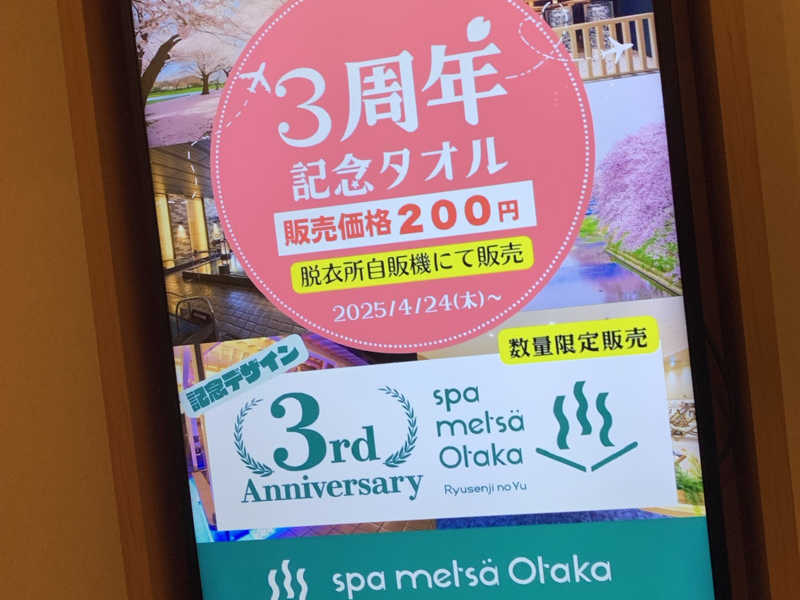 3周年
記念タオル
販売価格200円
脱衣所自販機にて販売
2025/4/24(木)~
数量限定販売
記念デザイン
3rd
Anniversary
spa
metsä
Otaka
Ryusenji no Yu
spa metsä Otaka